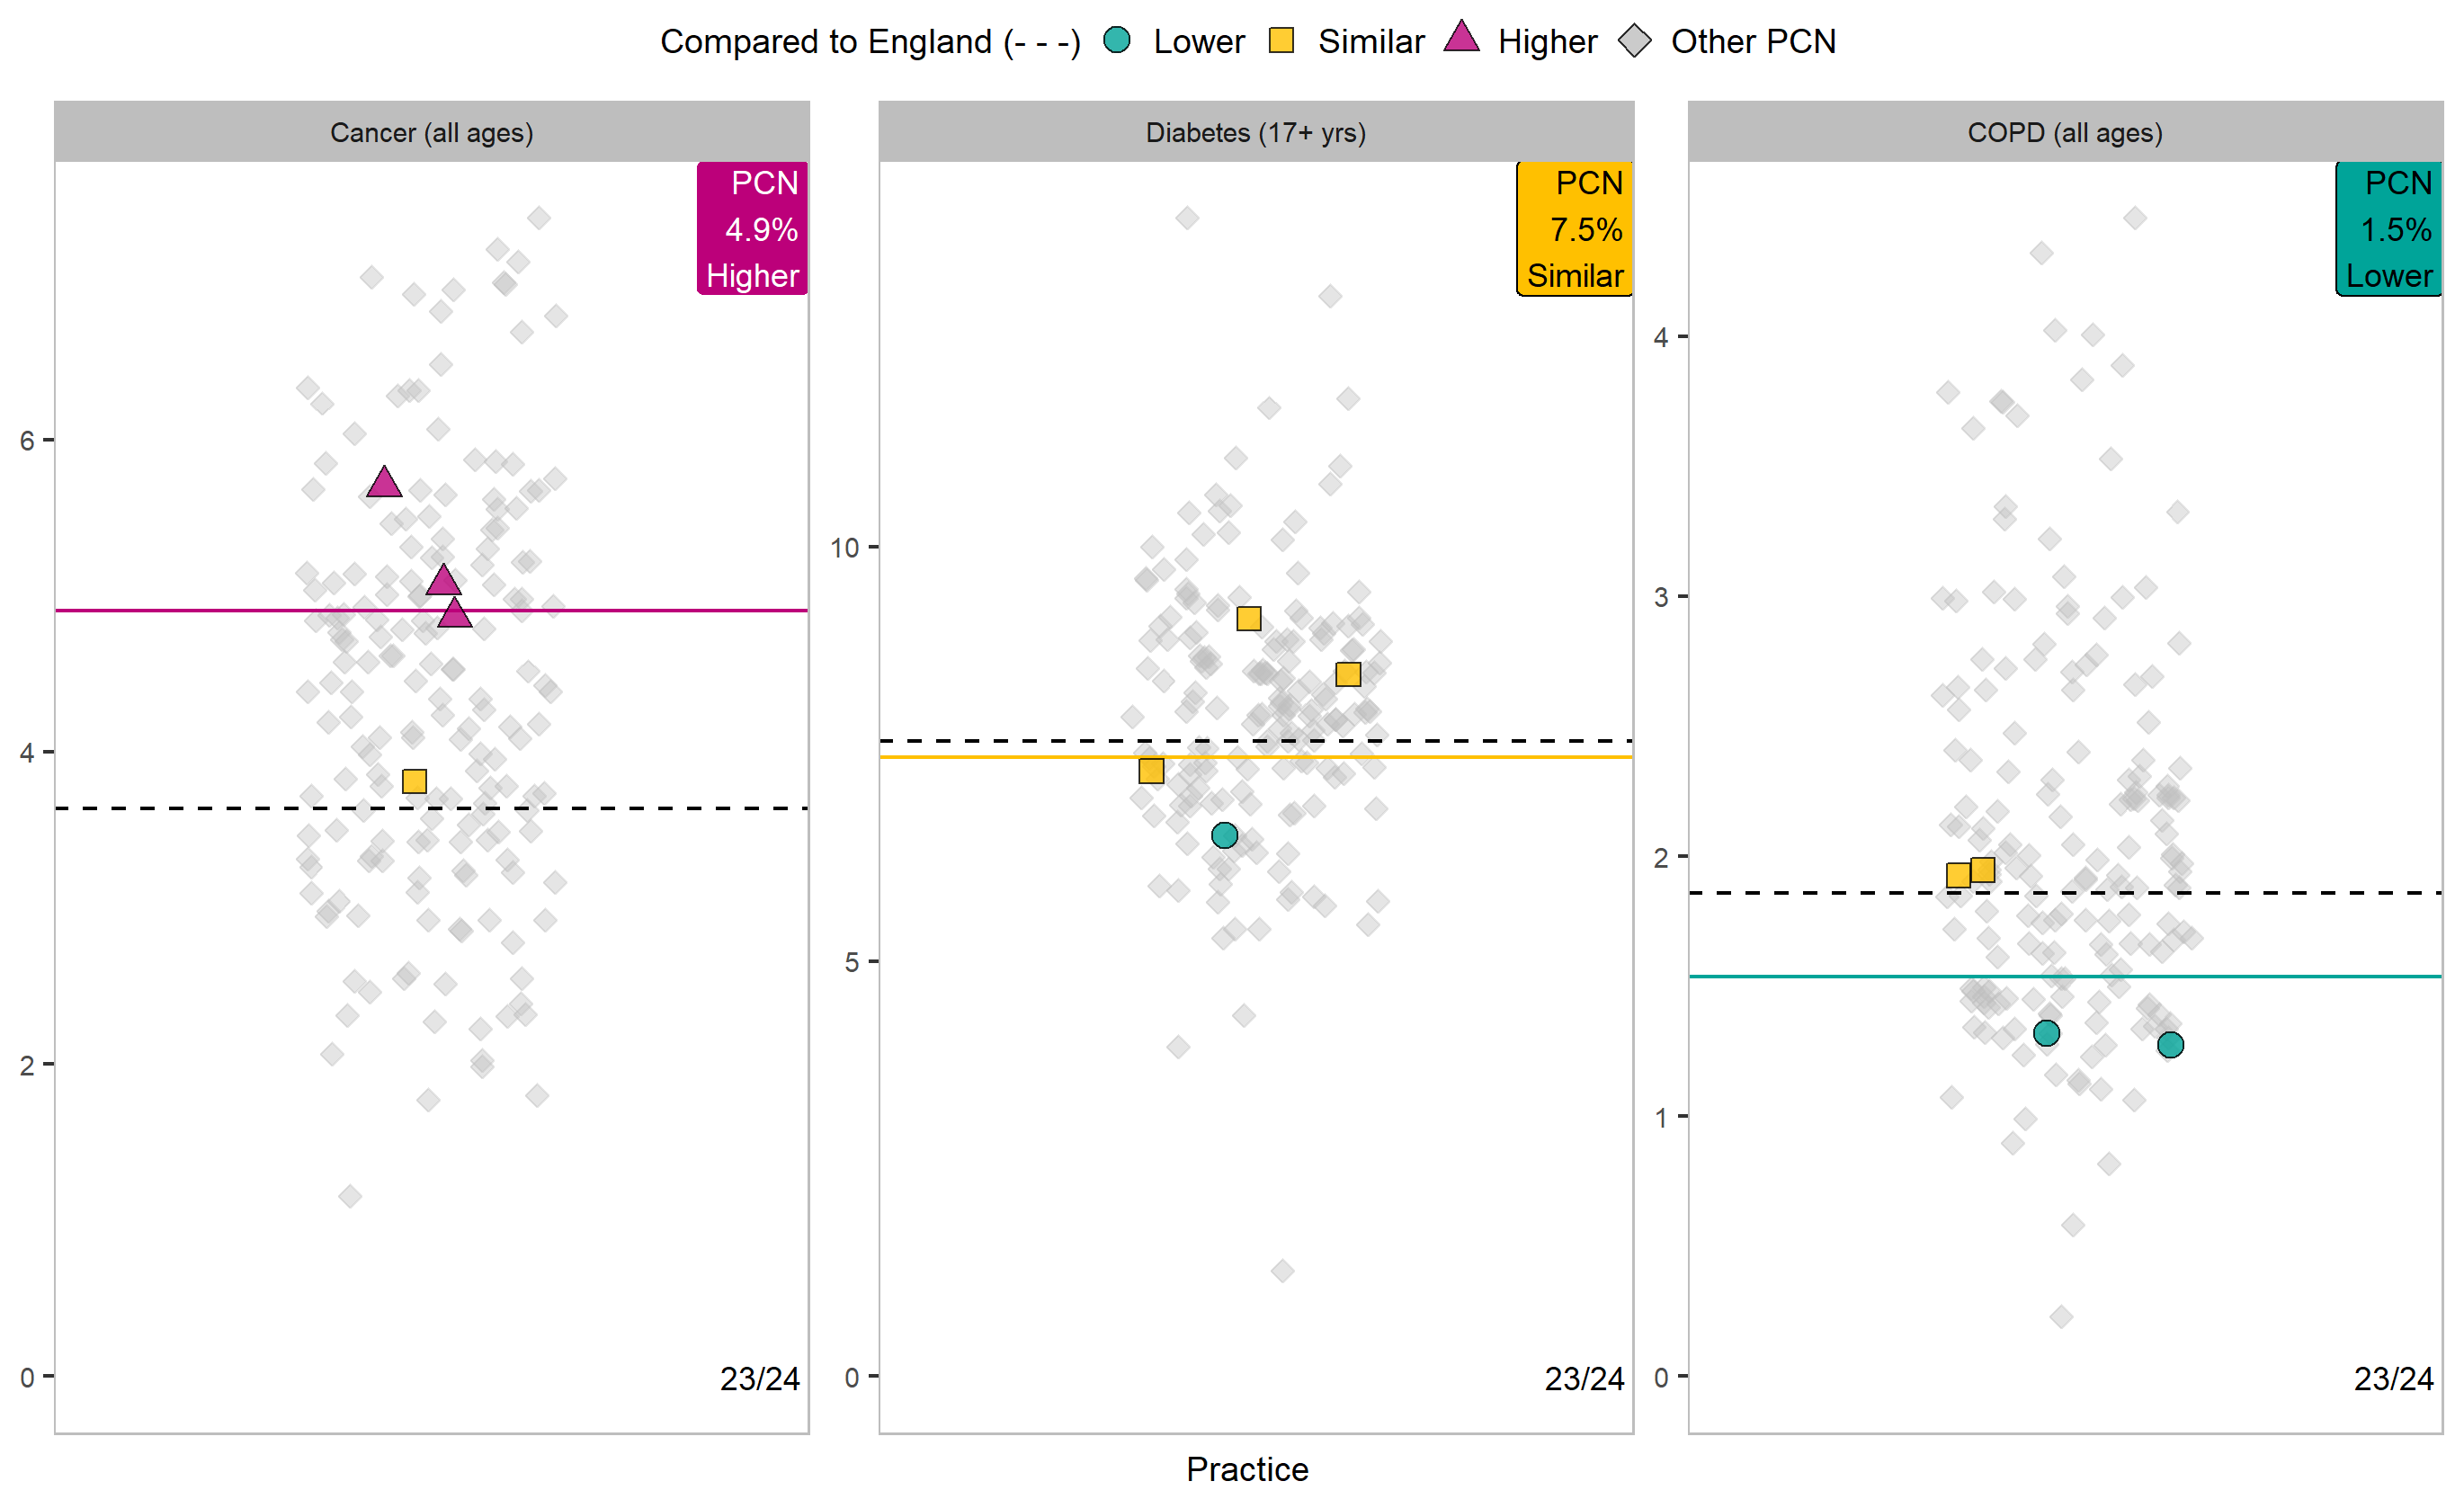 Compared to England (- - -) Lower Similar Higher Other PCN
Cancer (all ages)
PCN
4.9%
Higher
6
4
2
0
23/24
Diabetes (17+ yrs)
PCN
7.5%
Similar
10
5
0
23/24
COPD (all ages)
PCN
1.5%
Lower
4
3
2
1
0
23/24
Practice